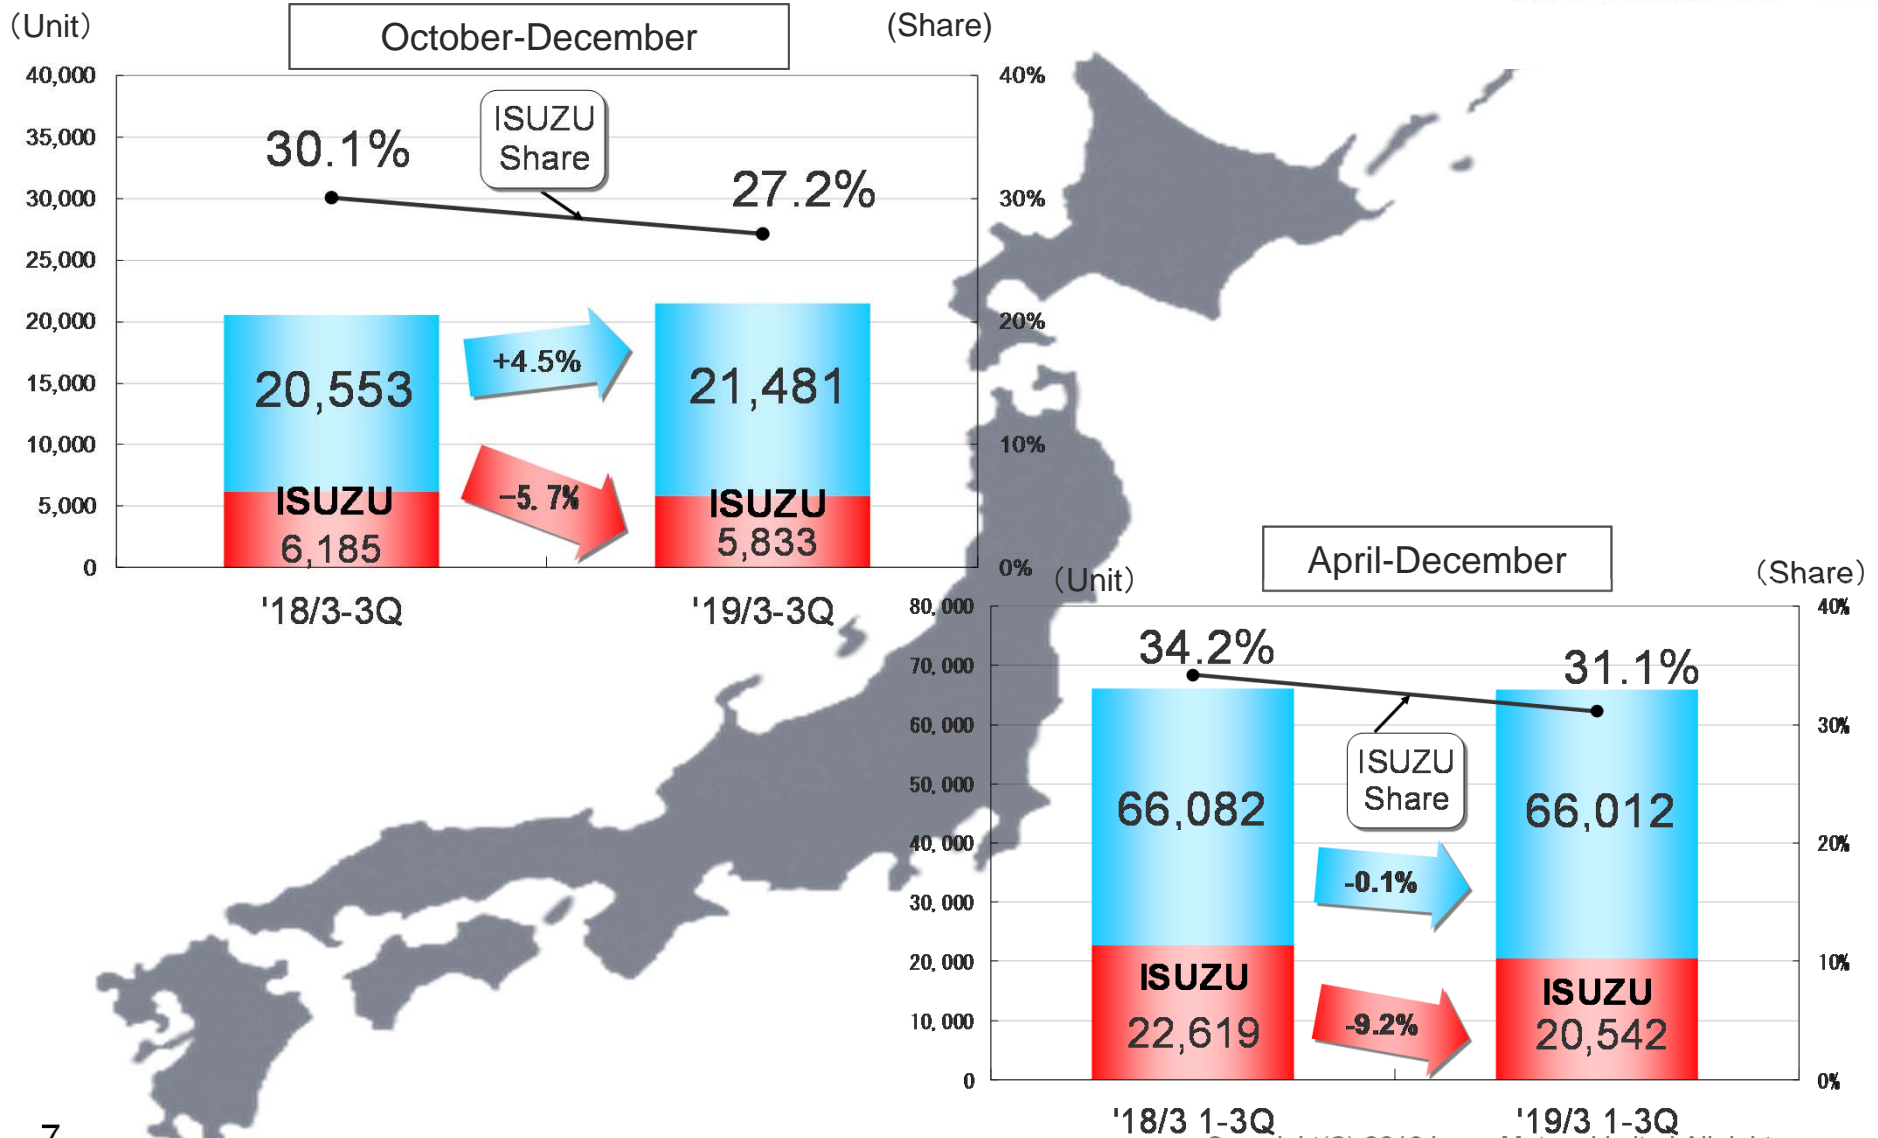 （Unit）
October-December
(Share)
40,000
35,000
30,000
25,000
20,000
15,000
10,000
5,000
0
40%
30%
20%
10%
0%
30.1%
ISUZU
Share
27.2%
+4.5%
20,553
21,481
−5.7%
ISUZU
6,185
ISUZU
5,833
'18/3-3Q
'19/3-3Q
April-December
（Unit）
（Share）
80,000
70,000
60,000
50,000
40,000
30,000
20,000
10,000
0
40%
30%
20%
10%
0%
34.2%
31.1%
ISUZU
Share
66,082
66,012
-0.1%
ISUZU
22,619
-9.2%
ISUZU
20,542
'18/3 1-3Q
'19/3 1-3Q
7